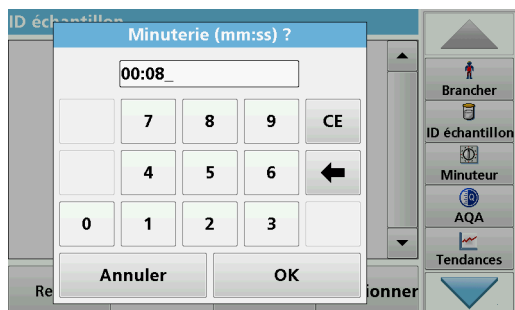 ID échantillon
Minuterie (mm:ss) ?
00:08_
7 8 9 CE
4 5 6
0 1 2 3
Annuler OK
Re
ionner
Brancher
ID échantillon
Minuteur
AQA
Tendances